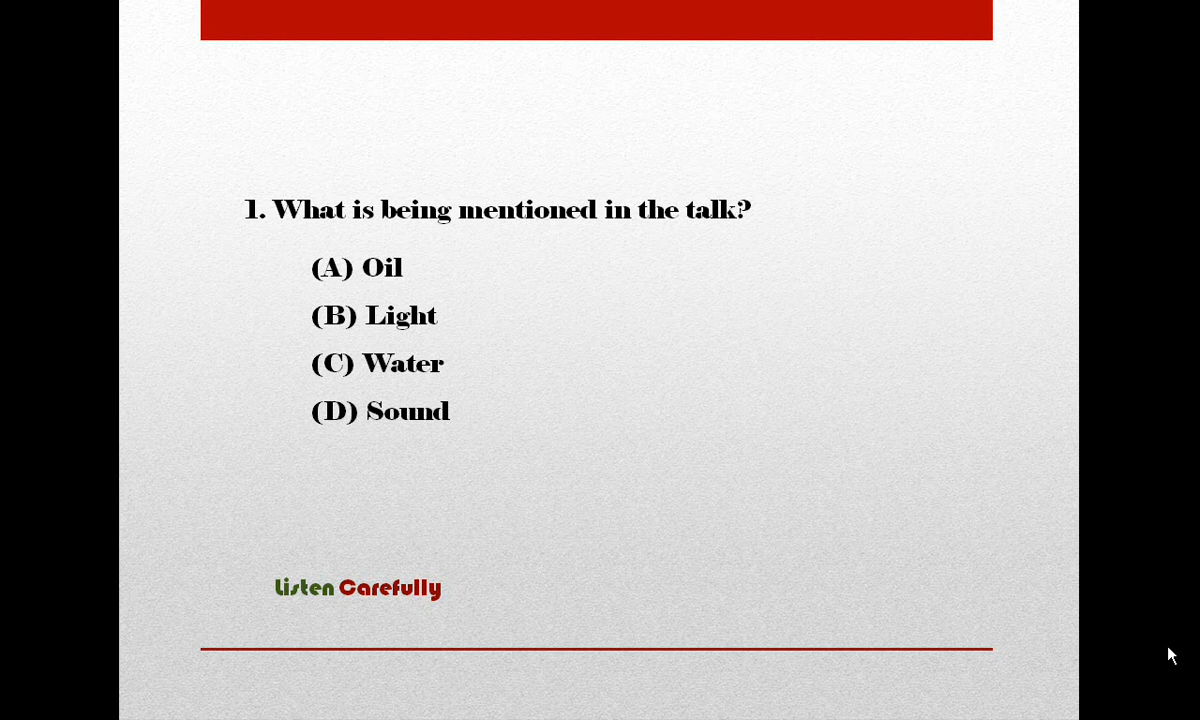 1. What is being mentioned in the talk?
(A) Oil
(B) Light
(C) Water
(D) Sound
Listen Carefully